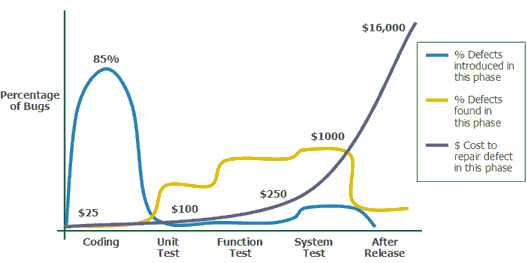 $16,000
85%
Percentage
of Bugs
$1000
$250
$100
$25
Coding
Unit
Test
Function
Test
System
Test
After
Release
% Defects
introduced in
this phase
% Defects
found in
this phase
$ Cost to
repair defect
in this phase